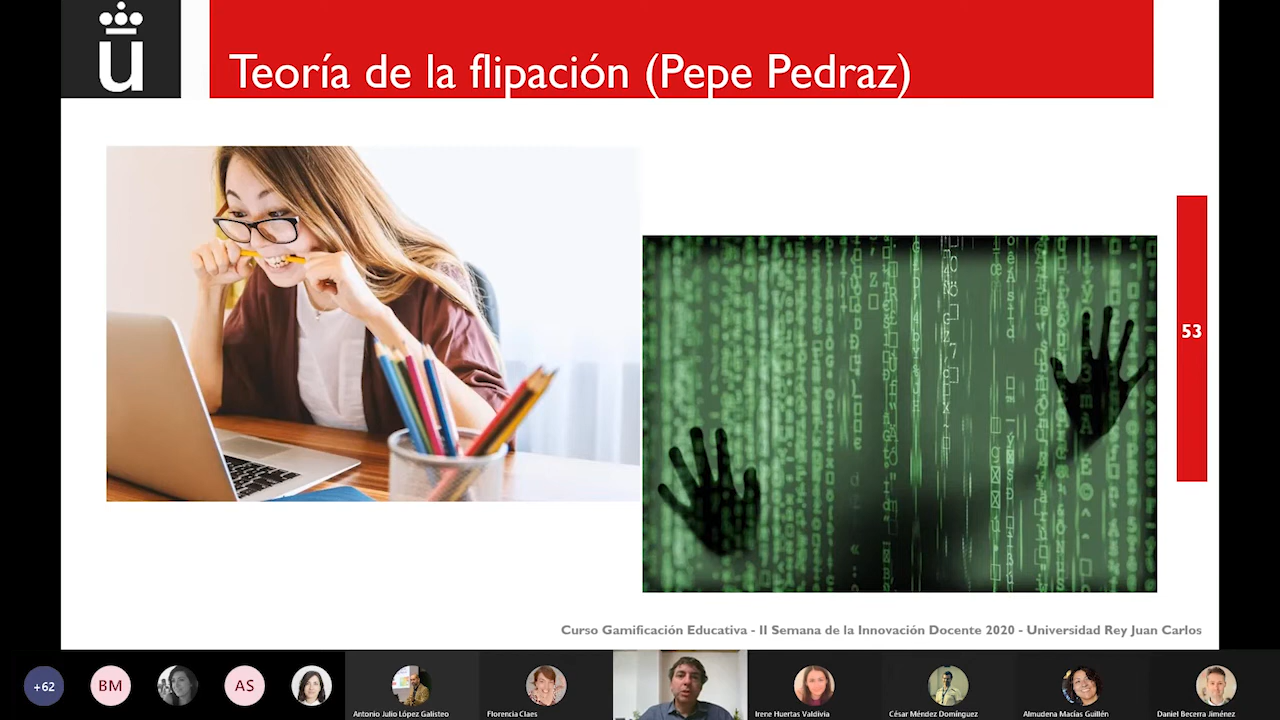 Teoría de la flipación (Pepe Pedraz)
53
Curso Gamificación Educativa - II Semana de la Innovación Docente 2020 - Universidad Rey Juan Carlos
+62
BM
AS
Antonio Julio López Galisteo
Florencia Claes
Irene Huertas Valdivia
César Méndez Domínguez
Almudena Macías Guillén
Daniel Becerra Jiménez